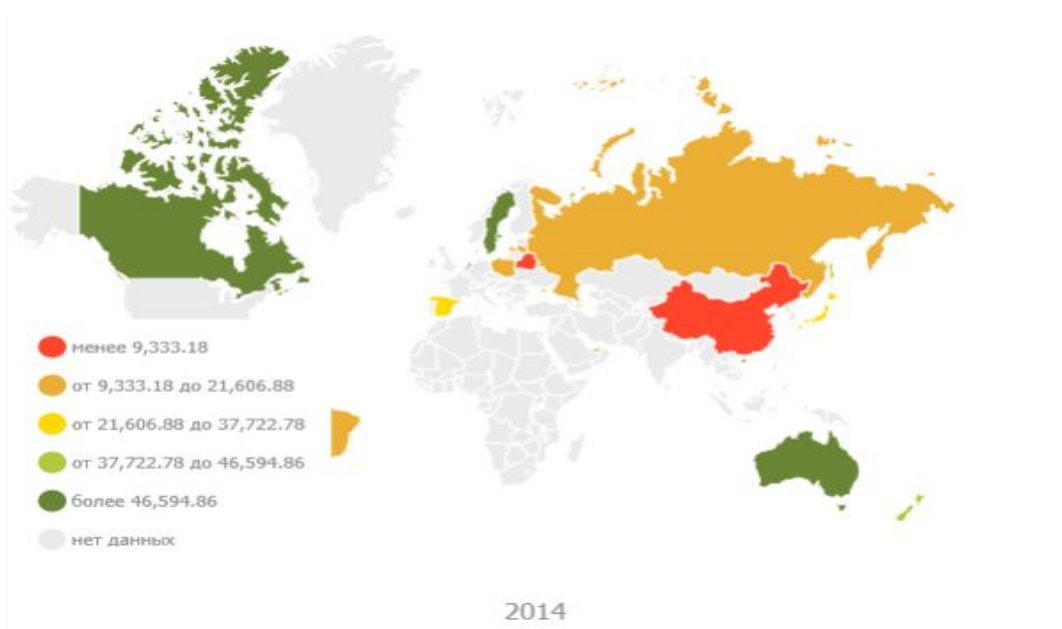 менее 9,333.18
от 9,333.18 до 21,606.88
от 21,606.88 до 37,722.78
от 37,722.78 до 46,594.86
более 46,594.86
нет данных
2014